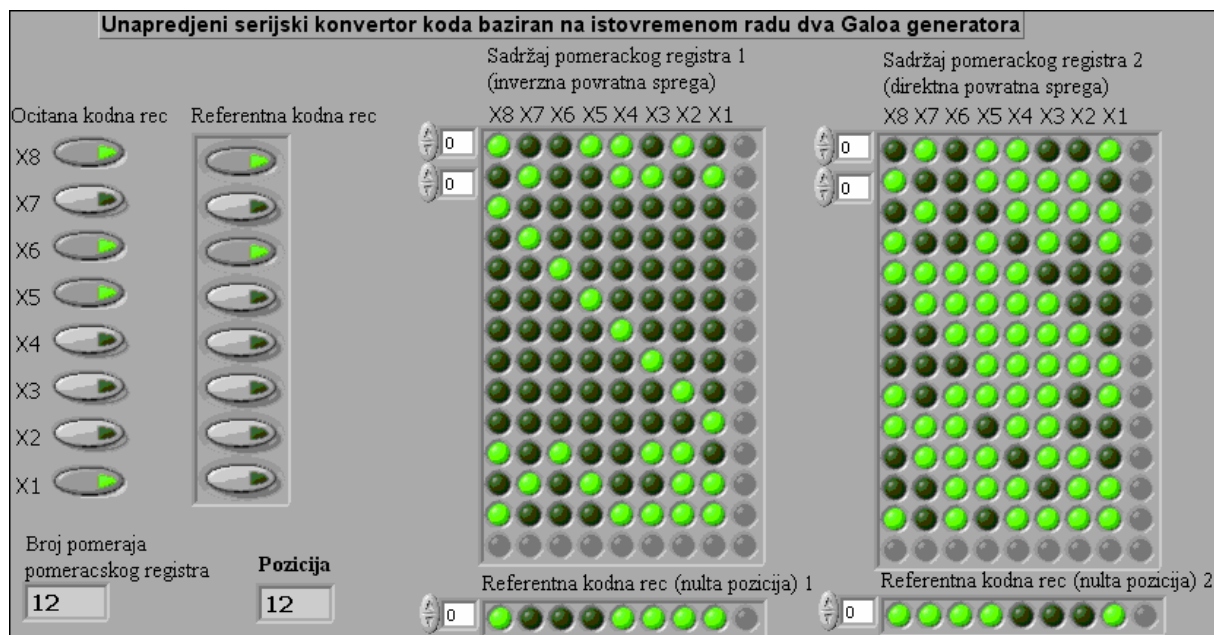 Unapredjeni serijski konvertor koda baziran na istovremenom radu dva Galoa generatora
Ocitana kodna rec
X8
X7
X6
X5
X4
X3
X2
X1
Referentna kodna rec
Broj pomeraja
pomeracskog registra
12
Pozicija
12
Sadržaj pomerackog registra 1
(inverzna povratna sprega)
X8 X7 X6 X5 X4 X3 X2 X1
0
0
Referentna kodna rec (nulta pozicija) 1
0
Sadržaj pomerackog registra 2
(direktna povratna sprega)
X8 X7 X6 X5 X4 X3 X2 X1
0
0
Referentna kodna rec (nulta pozicija) 2
0